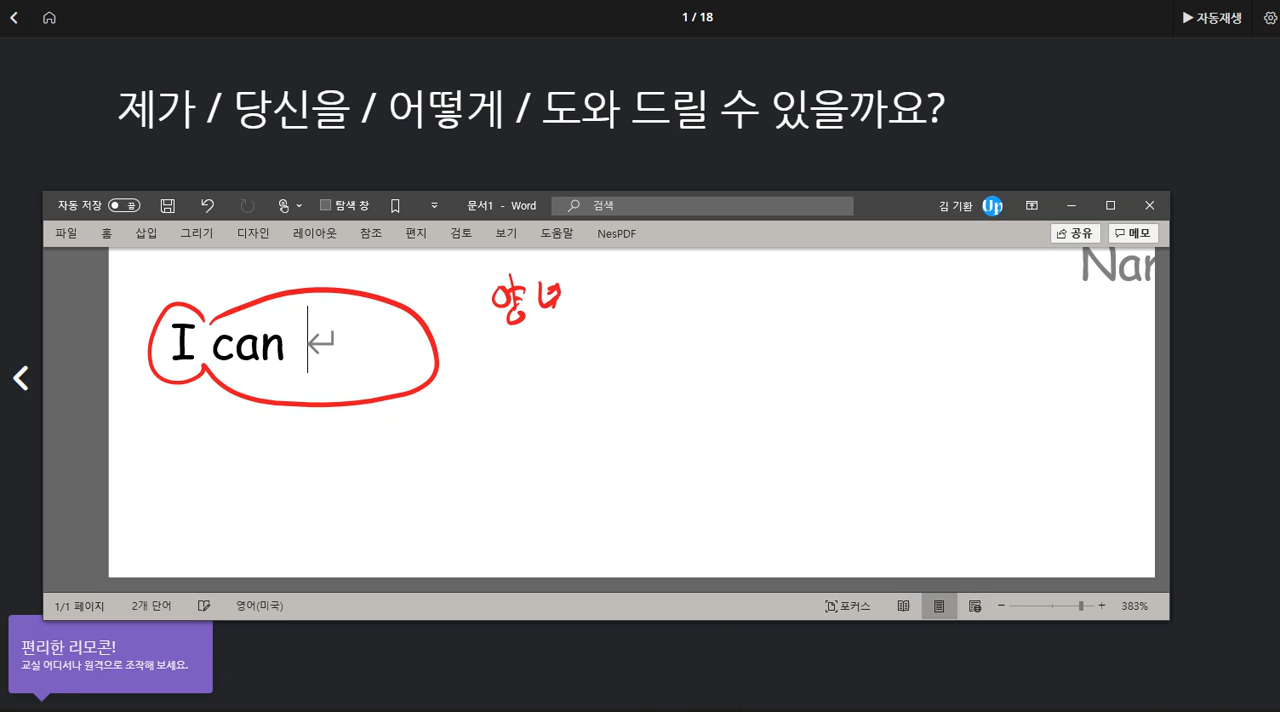 1 / 18
▶ 자동재생
제가 / 당신을 / 어떻게 / 도와 드릴 수 있을까요?
자동 저장 끔 탐색 창 문서1 - Word 검색 김 기환 Up
파일 홈 삽입 그리기 디자인 레이아웃 참조 편지 검토 보기 도움말 NesPDF 공유 메모
Nar
양 녀
I can
1/1 페이지 2개 단어 영어(미국) 포커스 − + 383%
편리한 리모콘!
교실 어디서나 원격으로 조작해 보세요.